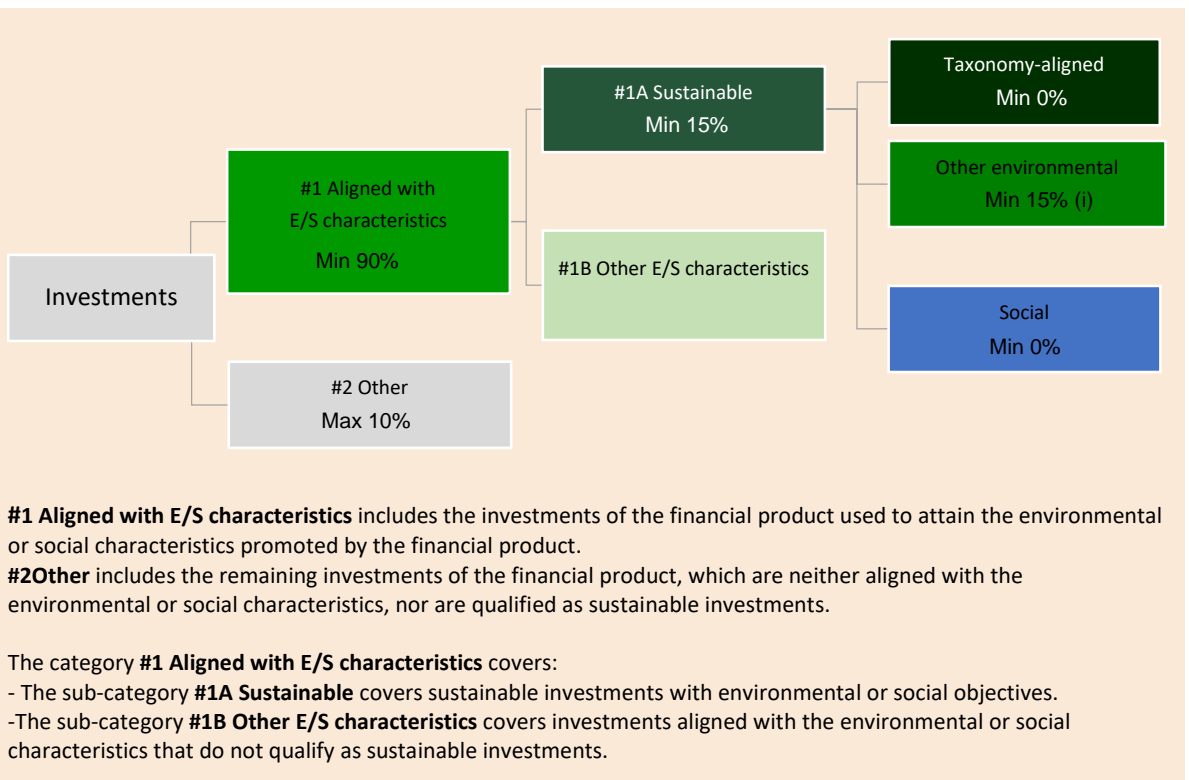 Investments
#1 Aligned with
E/S characteristics
Min 90%
#2 Other
Max 10%
#1A Sustainable
Min 15%
#1B Other E/S characteristics
Taxonomy-aligned
Min 0%
Other environmental
Min 15% (i)
Social
Min 0%
#1 Aligned with E/S characteristics includes the investments of the financial product used to attain the environmental
or social characteristics promoted by the financial product.
#2Other includes the remaining investments of the financial product, which are neither aligned with the
environmental or social characteristics, nor are qualified as sustainable investments.
The category #1 Aligned with E/S characteristics covers:
- The sub-category #1A Sustainable covers sustainable investments with environmental or social objectives.
-The sub-category #1B Other E/S characteristics covers investments aligned with the environmental or social
characteristics that do not qualify as sustainable investments.